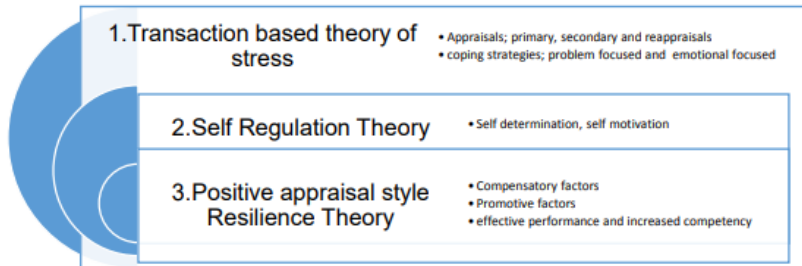 1.Transaction based theory of
stress
• Appraisals; primary, secondary and reappraisals
• coping strategies; problem focused and emotional focused
2.Self Regulation Theory
• Self determination, self motivation
3.Positive appraisal style
Resilience Theory
• Compensatory factors
• Promotive factors
• effective performance and increased competency